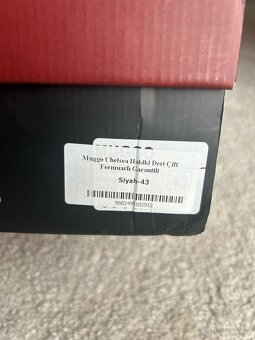 Muggo Chelsea Hakiki Deri Çift
Fermuarlı Garantili
Siyah-43